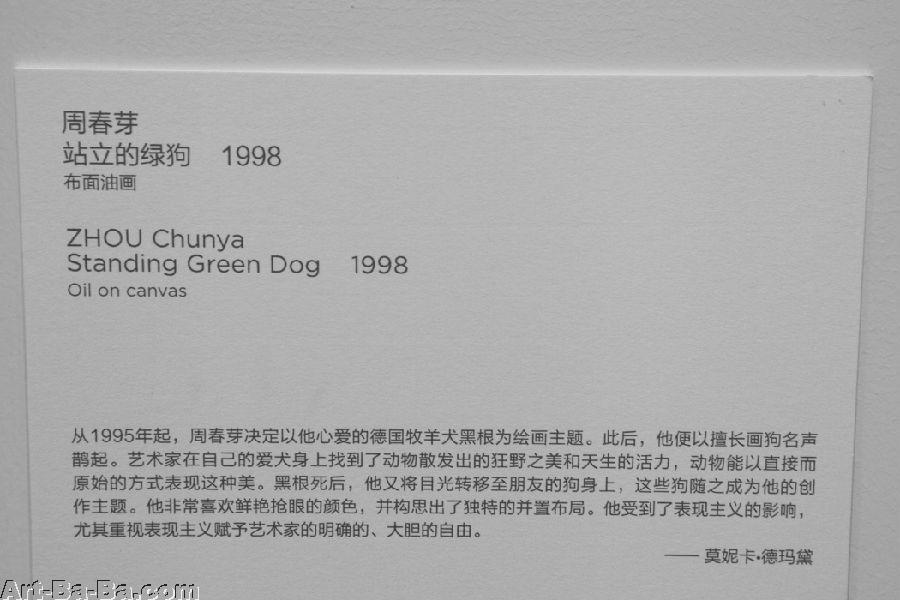 周春芽
站立的绿狗 1998
布面油画
ZHOU Chunya
Standing Green Dog 1998
Oil on canvas
从1995年起，周春芽决定以他心爱的德国牧羊犬黑根为绘画主题。此后，他便以擅长画狗名声
鹊起。艺术家在自己的爱犬身上找到了动物散发出的狂野之美和天生的活力，动物能以直接而
原始的方式表现这种美。黑根死后，他又将目光转移至朋友的狗身上，这些狗随之成为他的创
作主题。他非常喜欢鲜艳抢眼的颜色，并构思出了独特的并置布局。他受到了表现主义的影响，
尤其重视表现主义赋予艺术家的明确的、大胆的自由。
—— 莫妮卡·德玛黛
Art-Ba-Ba.com